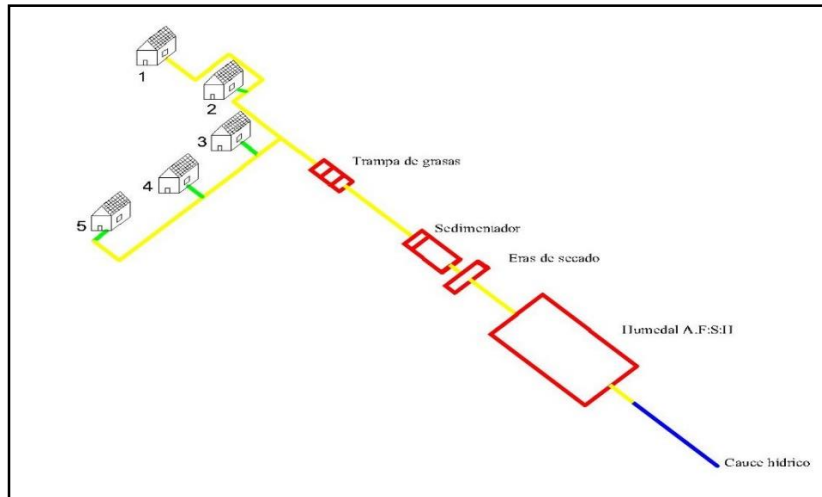 1
2
3
4
5
Trampa de grasas
Sedimentador
Eras de secado
Humedal A.F:S:H
Cauce hídrico